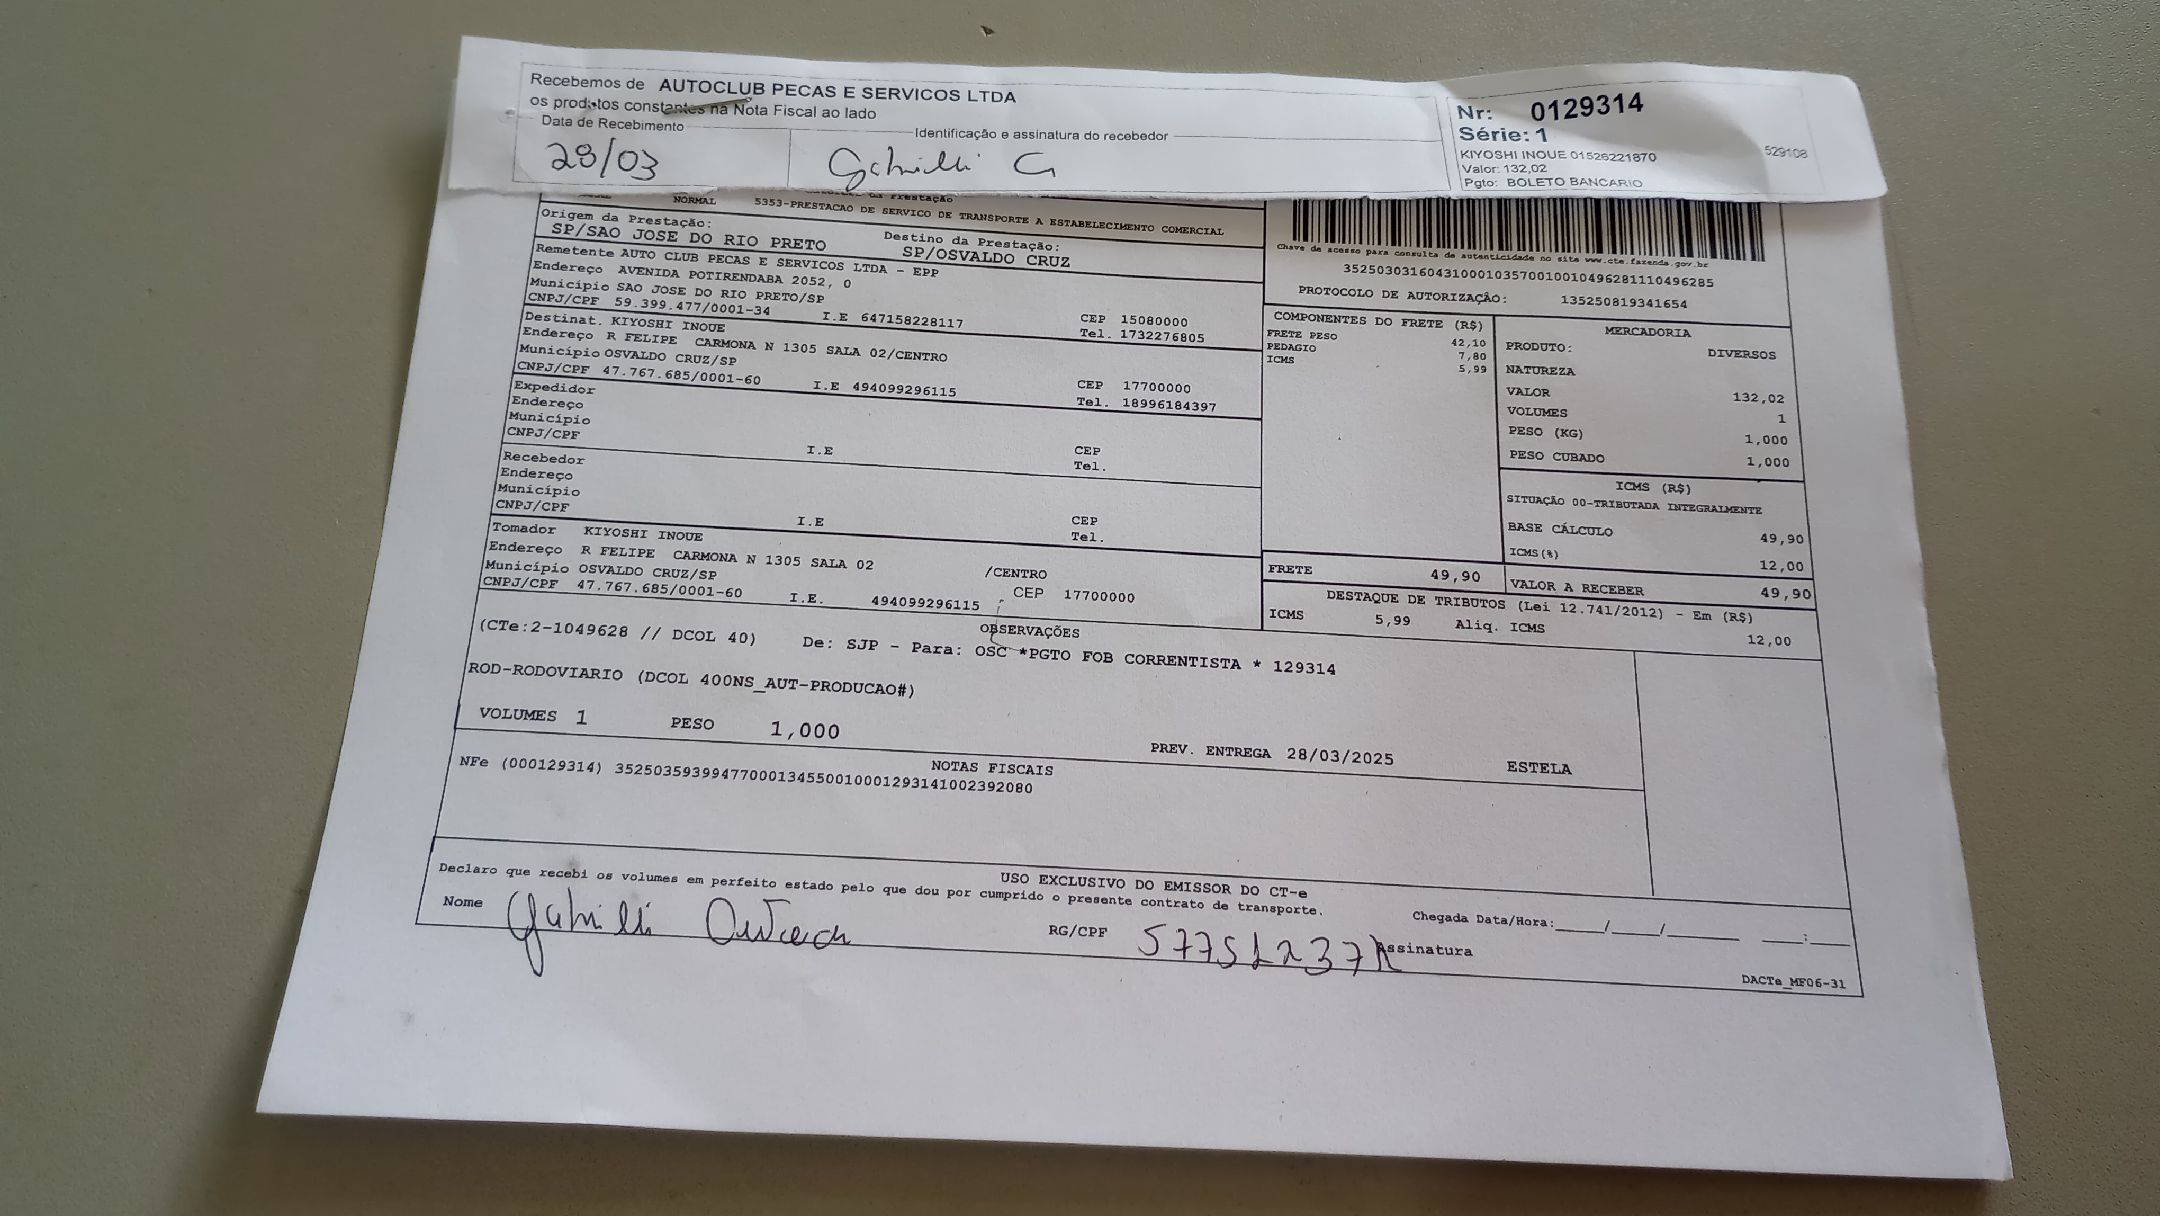 Recebemos de AUTOCLUB PECAS E SERVICOS LTDA
os produtos constantes na Nota Fiscal ao lado
Data de Recebimento
Identificação e assinatura do recebedor
28/03
Nr: 0129314
Série: 1
KIYOSHI INOUE 01526221870
529108
Valor: 132,02
Pgto: BOLETO BANCARIO
NORMAL 5353-PRESTACAO DE SERVICO DE TRANSPORTE A ESTABELECIMENTO COMERCIAL
Origem da Prestação:
SP/SAO JOSE DO RIO PRETO
Destino da Prestação:
SP/OSVALDO CRUZ
Remetente AUTO CLUB PECAS E SERVICOS LTDA - EPP
Endereço AVENIDA POTIRENDABA 2052, 0
Município SAO JOSE DO RIO PRETO/SP
CEP 15080000
CNPJ/CPF 59.399.477/0001-34 I.E 647158228117 Tel. 1732276805
Destinat. KIYOSHI INOUE
Endereço R FELIPE CARMONA N 1305 SALA 02/CENTRO
Município OSVALDO CRUZ/SP
CEP 17700000
CNPJ/CPF 47.767.685/0001-60 I.E 494099296115 Tel. 18996184397
Expedidor
Endereço
Município
CEP
CNPJ/CPF I.E Tel.
Recebedor
Endereço
Município
CEP
CNPJ/CPF I.E Tel.
Tomador KIYOSHI INOUE
Endereço R FELIPE CARMONA N 1305 SALA 02 /CENTRO
Município OSVALDO CRUZ/SP CEP 17700000
CNPJ/CPF 47.767.685/0001-60 I.E. 494099296115
Chave de acesso para consulta de autenticidade no site www.cte.fazenda.gov.br
35250303160431000103570010010496281110496285
PROTOCOLO DE AUTORIZAÇÃO: 135250819341654
COMPONENTES DO FRETE (R$)
FRETE PESO 42,10
PEDAGIO 7,80
ICMS 5,99
MERCADORIA
PRODUTO: DIVERSOS
NATUREZA
VALOR 132,02
VOLUMES 1
PESO (KG) 1,000
PESO CUBADO 1,000
ICMS (R$)
SITUAÇÃO 00-TRIBUTADA INTEGRALMENTE
BASE CÁLCULO 49,90
ICMS(%) 12,00
FRETE 49,90
VALOR A RECEBER 49,90
DESTAQUE DE TRIBUTOS (Lei 12.741/2012) - Em (R$)
ICMS 5,99 Aliq. ICMS 12,00
OBSERVAÇÕES
(CTe:2-1049628 // DCOL 40) De: SJP - Para: OSC *PGTO FOB CORRENTISTA * 129314
ROD-RODOVIARIO (DCOL 400NS_AUT-PRODUCAO#)
VOLUMES 1 PESO 1,000 PREV. ENTREGA 28/03/2025 ESTELA
NOTAS FISCAIS
NFe (000129314) 35250359399477000134550010001293141002392080
USO EXCLUSIVO DO EMISSOR DO CT-e
Declaro que recebi os volumes em perfeito estado pelo que dou por cumprido o presente contrato de transporte.
Chegada Data/Hora:____/____/______ ____:____
Nome RG/CPF Assinatura
DACTe_MF06-31